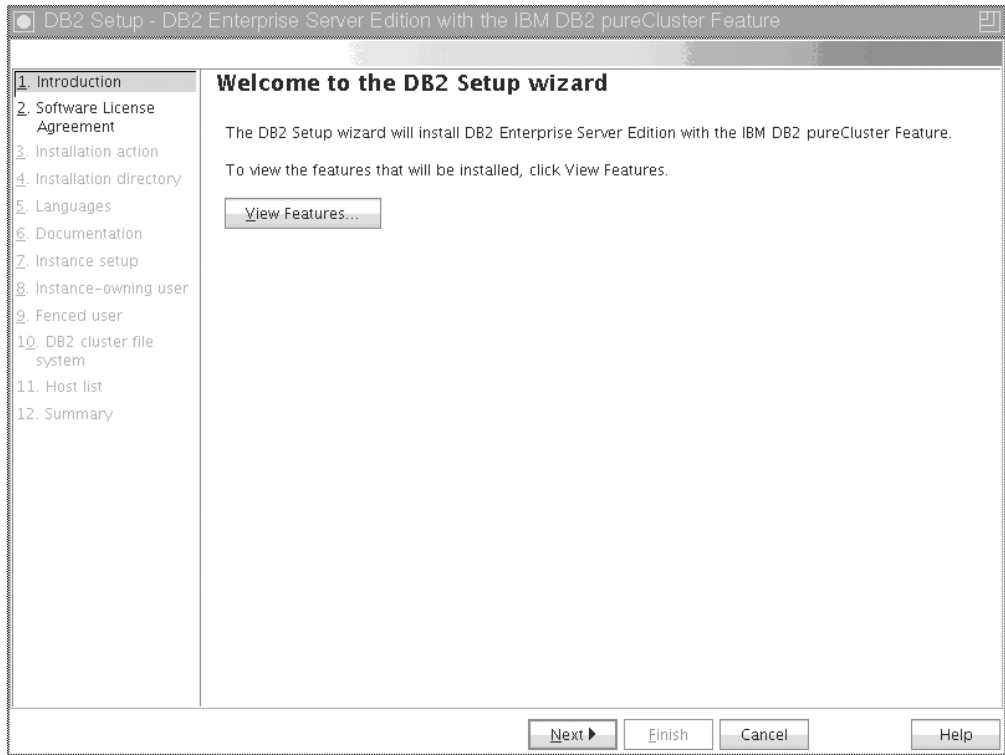 DB2 Setup - DB2 Enterprise Server Edition with the IBM DB2 pureCluster Feature
1. Introduction
2. Software License
Agreement
3. Installation action
4. Installation directory
5. Languages
6. Documentation
7. Instance setup
8. Instance-owning user
9. Fenced user
10. DB2 cluster file
system
11. Host list
12. Summary
Welcome to the DB2 Setup wizard
The DB2 Setup wizard will install DB2 Enterprise Server Edition with the IBM DB2 pureCluster Feature.
To view the features that will be installed, click View Features.
View Features...
Next
Finish
Cancel
Help